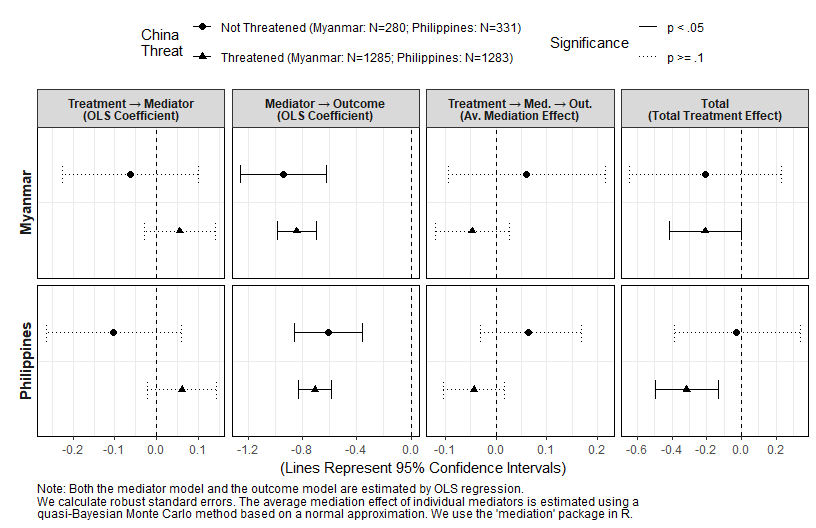 China
Threat
Not Threatened (Myanmar: N=280; Philippines: N=331)
Threatened (Myanmar: N=1285; Philippines: N=1283)
Significance
p < .05
p >= .1
Treatment → Mediator
(OLS Coefficient)
Mediator → Outcome
(OLS Coefficient)
Treatment → Med. → Out.
(Av. Mediation Effect)
Total
(Total Treatment Effect)
Myanmar
Philippines
-0.2 -0.1 0.0 0.1
-1.2 -0.8 -0.4 0.0
-0.1 0.0 0.1 0.2
-0.6 -0.4 -0.2 0.0 0.2
(Lines Represent 95% Confidence Intervals)
Note: Both the mediator model and the outcome model are estimated by OLS regression.
We calculate robust standard errors. The average mediation effect of individual mediators is estimated using a
quasi-Bayesian Monte Carlo method based on a normal approximation. We use the 'mediation' package in R.